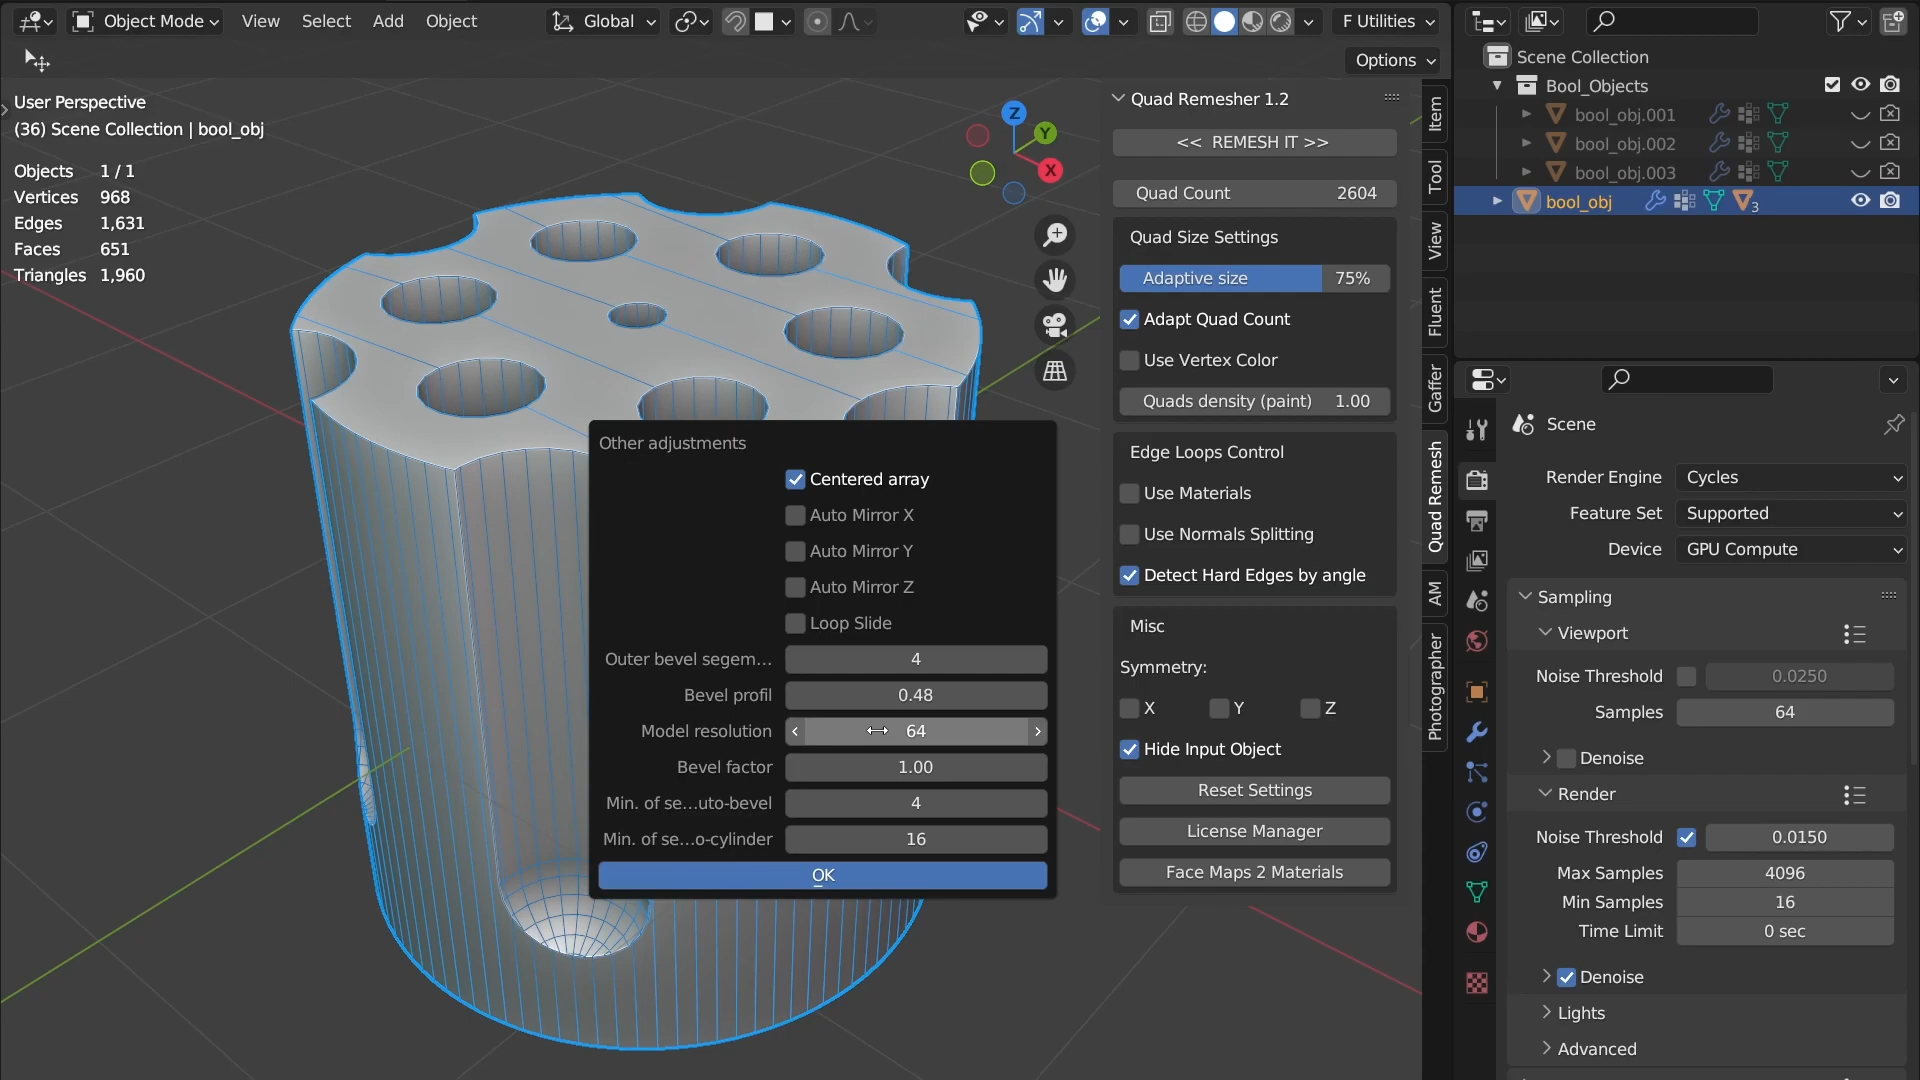 Object Mode View Select Add Object Global F Utilities
Options
User Perspective
(36) Scene Collection | bool_obj
Objects 1 / 1
Vertices 968
Edges 1,631
Faces 651
Triangles 1,960
Z
Y
X
Other adjustments
Centered array
Auto Mirror X
Auto Mirror Y
Auto Mirror Z
Loop Slide
Outer bevel segem... 4
Bevel profil 0.48
Model resolution 64
Bevel factor 1.00
Min. of se...uto-bevel 4
Min. of se...o-cylinder 16
OK
Quad Remesher 1.2
<< REMESH IT >>
Quad Count 2604
Quad Size Settings
Adaptive size 75%
Adapt Quad Count
Use Vertex Color
Quads density (paint) 1.00
Edge Loops Control
Use Materials
Use Normals Splitting
Detect Hard Edges by angle
Misc
Symmetry:
X Y Z
Hide Input Object
Reset Settings
License Manager
Face Maps 2 Materials
Item
Tool
View
Fluent
Gaffer
Quad Remesh
AM
Photographer
Scene Collection
Bool_Objects
bool_obj.001
bool_obj.002
bool_obj.003
bool_obj 3
Scene
Render Engine Cycles
Feature Set Supported
Device GPU Compute
Sampling
Viewport
Noise Threshold 0.0250
Samples 64
Denoise
Render
Noise Threshold 0.0150
Max Samples 4096
Min Samples 16
Time Limit 0 sec
Denoise
Lights
Advanced